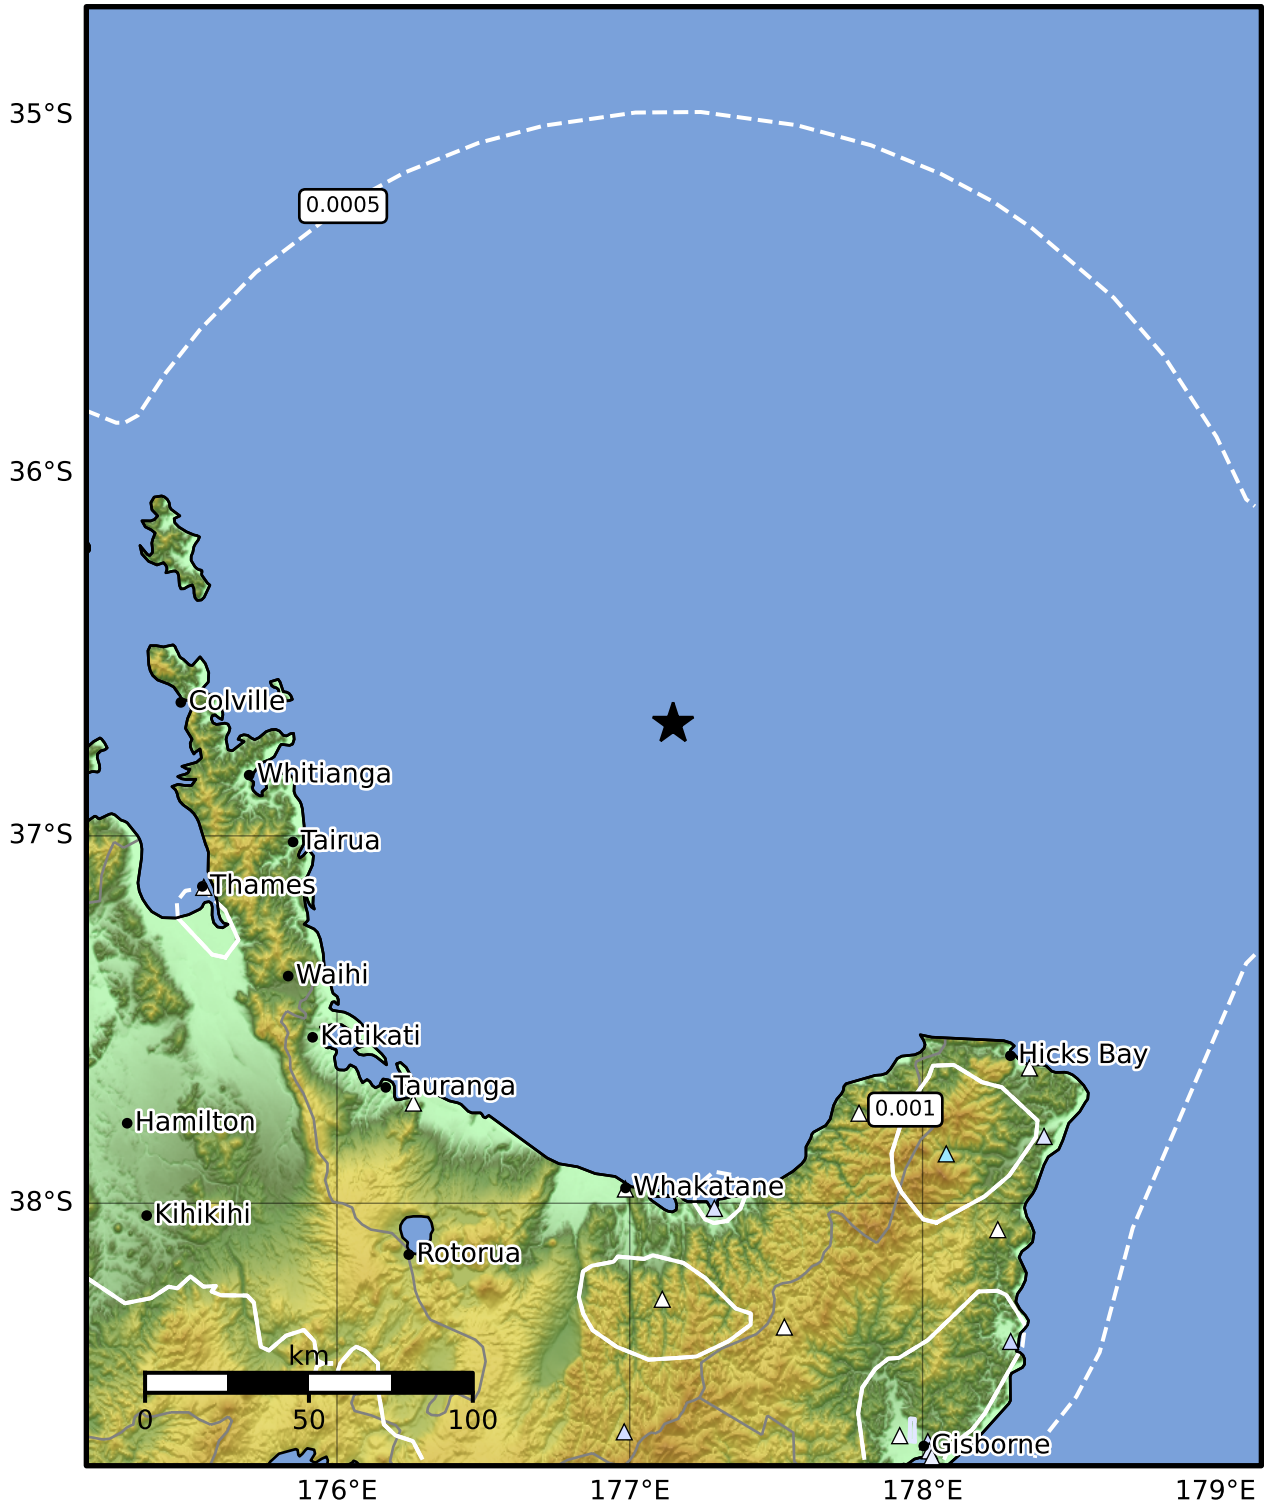 35°S
0.0005
36°S
Colville
Whitianga
37°S
Tairua
Thames
Waihi
Katikati
Hicks Bay
Tauranga
0.001
Hamilton
Whakatane
38°S
Kihikihi
Rotorua
km
0 50 100
Gisborne
176°E 177°E 178°E 179°E